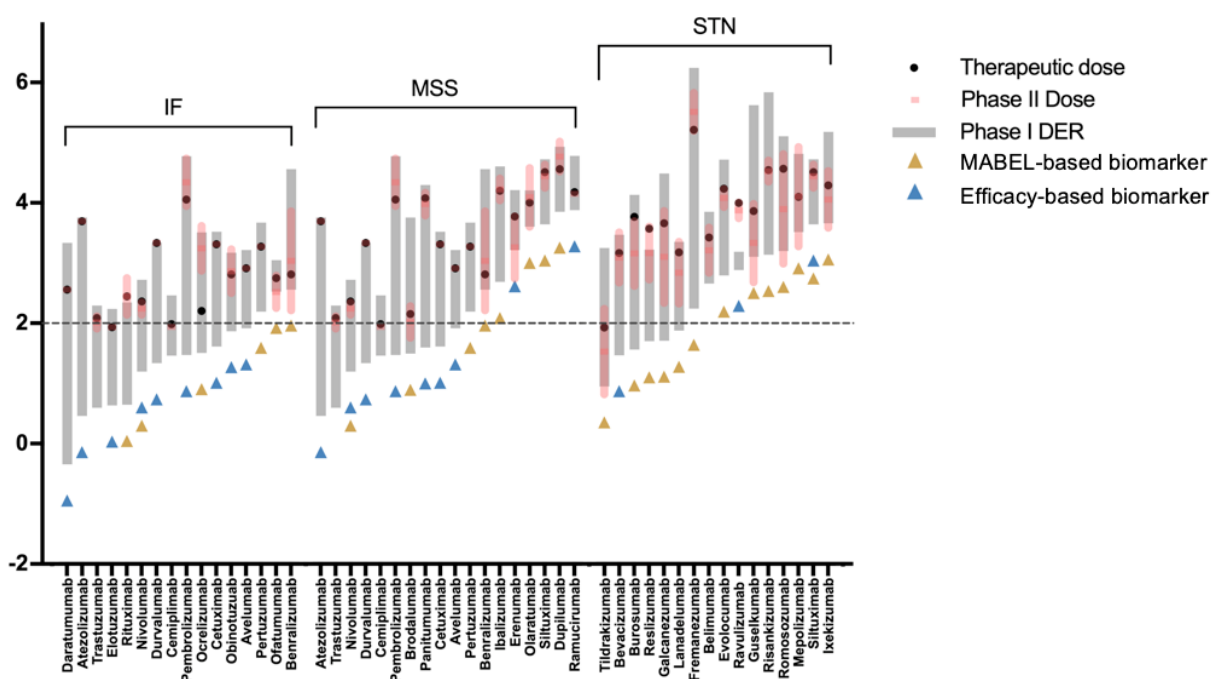 STN
MSS
IF
Therapeutic dose
Phase II Dose
Phase I DER
MABEL-based biomarker
Efficacy-based biomarker
6
4
2
0
-2
Daratumumab
Atezolizumab
Trastuzumab
Elotuzumab
Rituximab
Nivolumab
Durvalumab
Cemiplimab
Pembrolizumab
Ocrelizumab
Cetuximab
Obinotuzuab
Avelumab
Pertuzumab
Ofatumumab
Benralizumab
Atezolizumab
Trastuzumab
Nivolumab
Durvalumab
Cemiplimab
Pembrolizumab
Brodalumab
Panitumumab
Cetuximab
Avelumab
Pertuzumab
Benralizumab
Ibalizumab
Erenumab
Olaratumab
Siltuximab
Dupilumab
Ramucirumab
Tildrakizumab
Bevacizumab
Burosumab
Reslizumab
Galcanezumab
Lanadelumab
Fremanezumab
Belimumab
Evolocumab
Ravulizumab
Guselkumab
Risankizumab
Romosozumab
Mepolizumab
Siltuximab
Ixekizumab